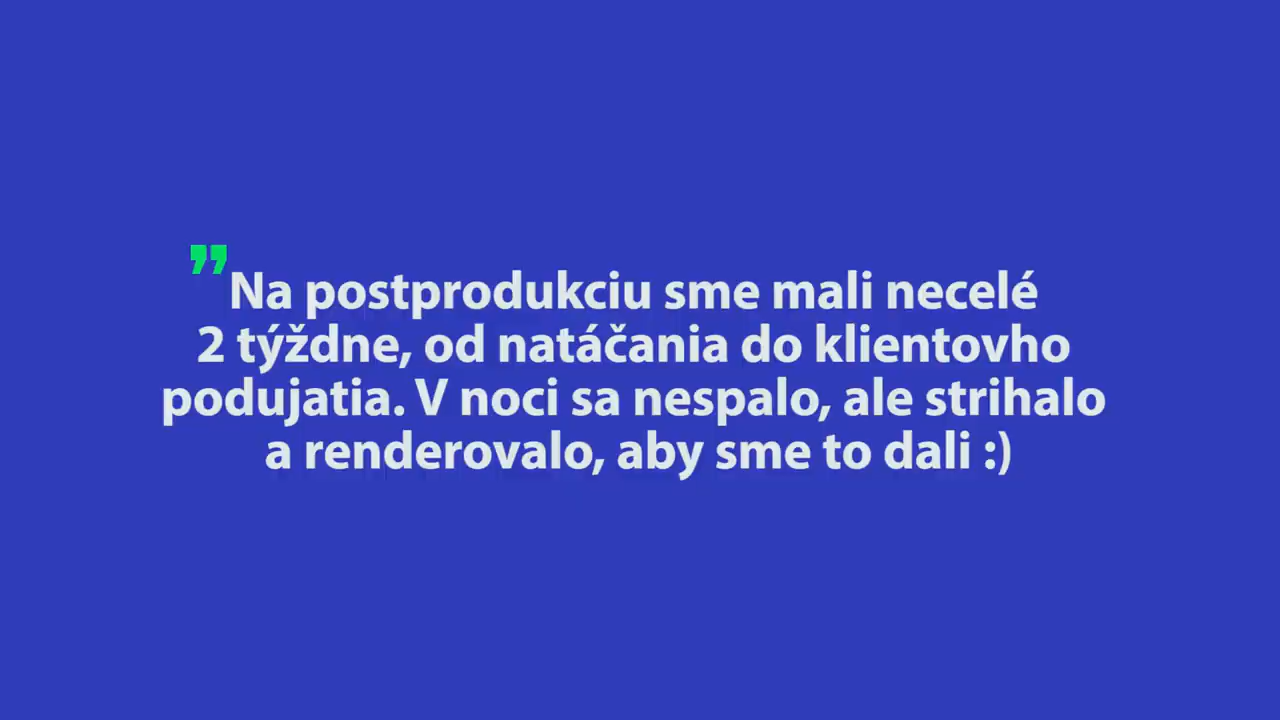 ”Na postprodukciu sme mali necelé
2 týždne, od natáčania do klientovho
podujatia. V noci sa nespalo, ale strihalo
a renderovalo, aby sme to dali :)